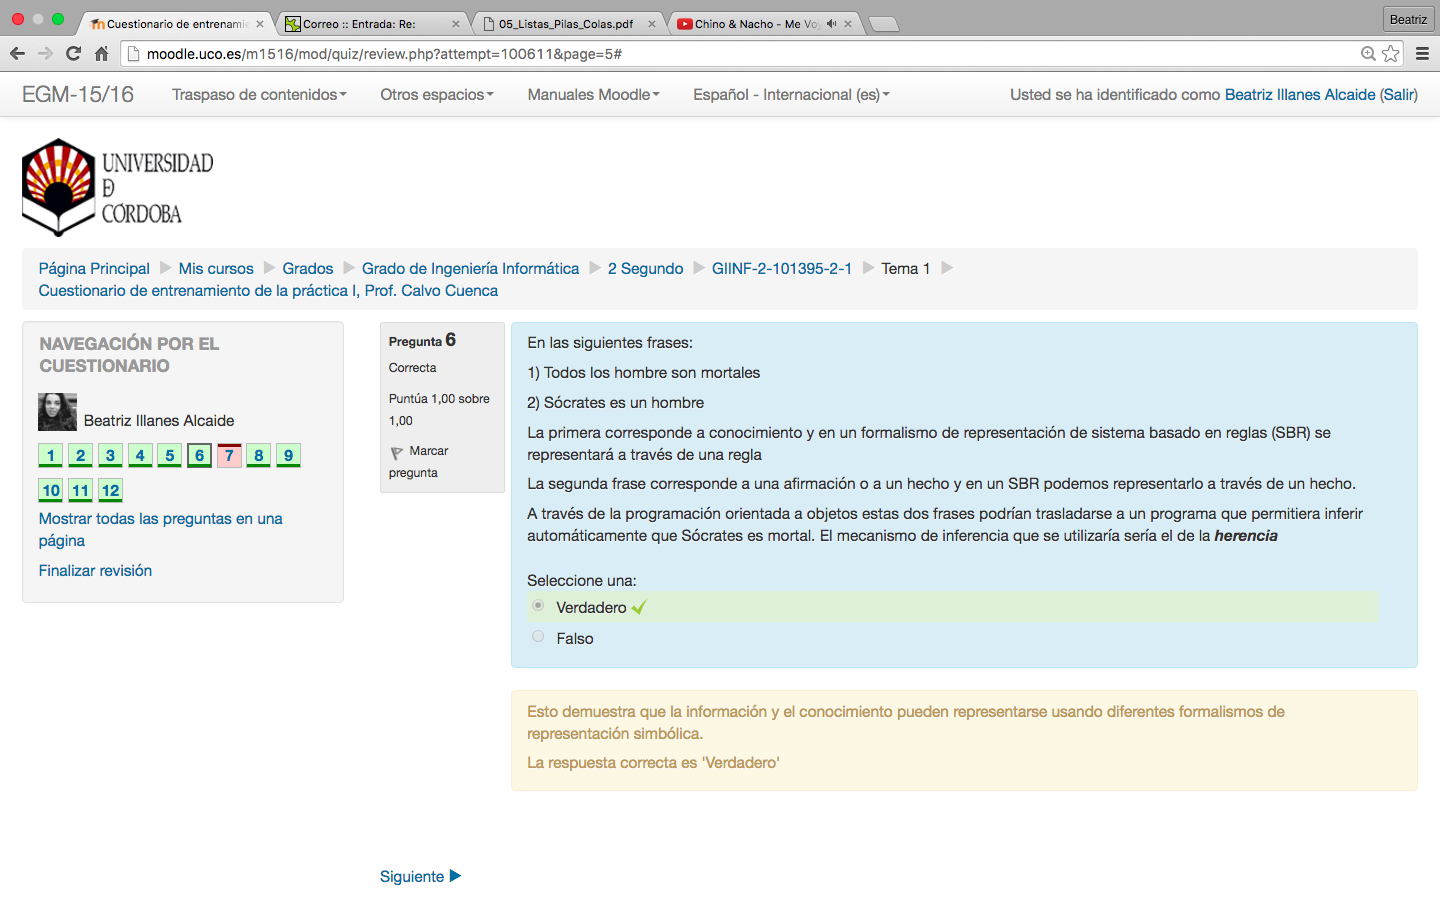 Cuestionario de entrenamie
Correo :: Entrada: Re:
05_Listas_Pilas_Colas.pdf
Chino & Nacho - Me Voy
Beatriz
moodle.uco.es/m1516/mod/quiz/review.php?attempt=100611&page=5#
EGM-15/16
Traspaso de contenidos
Otros espacios
Manuales Moodle
Español - Internacional (es)
Usted se ha identificado como Beatriz Illanes Alcaide (Salir)
UNIVERSIDAD
D
CÓRDOBA
Página Principal Mis cursos Grados Grado de Ingeniería Informática 2 Segundo GIINF-2-101395-2-1 Tema 1
Cuestionario de entrenamiento de la práctica I, Prof. Calvo Cuenca
NAVEGACIÓN POR EL
CUESTIONARIO
Beatriz Illanes Alcaide
1 2 3 4 5 6 7 8 9
10 11 12
Mostrar todas las preguntas en una
página
Finalizar revisión
Pregunta 6
Correcta
Puntúa 1,00 sobre
1,00
Marcar
pregunta
En las siguientes frases:
1) Todos los hombre son mortales
2) Sócrates es un hombre
La primera corresponde a conocimiento y en un formalismo de representación de sistema basado en reglas (SBR) se
representará a través de una regla
La segunda frase corresponde a una afirmación o a un hecho y en un SBR podemos representarlo a través de un hecho.
A través de la programación orientada a objetos estas dos frases podrían trasladarse a un programa que permitiera inferir
automáticamente que Sócrates es mortal. El mecanismo de inferencia que se utilizaría sería el de la herencia
Seleccione una:
Verdadero
Falso
Esto demuestra que la información y el conocimiento pueden representarse usando diferentes formalismos de
representación simbólica.
La respuesta correcta es 'Verdadero'
Siguiente